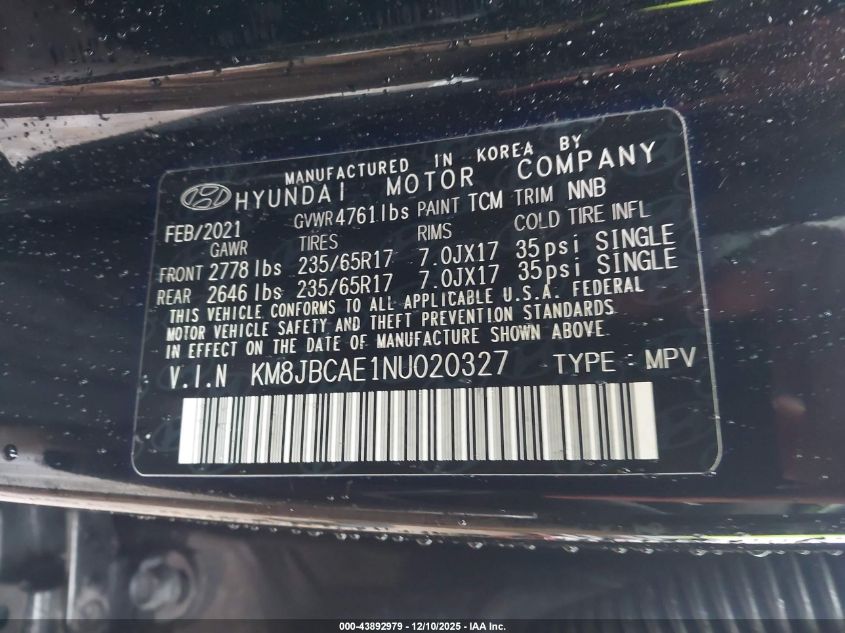 MANUFACTURED IN KOREA BY
HYUNDAI MOTOR COMPANY
FEB/2021 GVWR 4761 lbs PAINT TCM TRIM NNB
GAWR TIRES RIMS COLD TIRE INFL
FRONT 2778 lbs 235/65R17 7.0JX17 35psi SINGLE
REAR 2646 lbs 235/65R17 7.0JX17 35psi SINGLE
THIS VEHICLE CONFORMS TO ALL APPLICABLE U.S.A. FEDERAL
MOTOR VEHICLE SAFETY AND THEFT PREVENTION STANDARDS
IN EFFECT ON THE DATE OF MANUFACTURE SHOWN ABOVE.
V.I.N KM8JBCAE1NU020327 TYPE : MPV
000-43892979 - 12/10/2025 - IAA Inc.